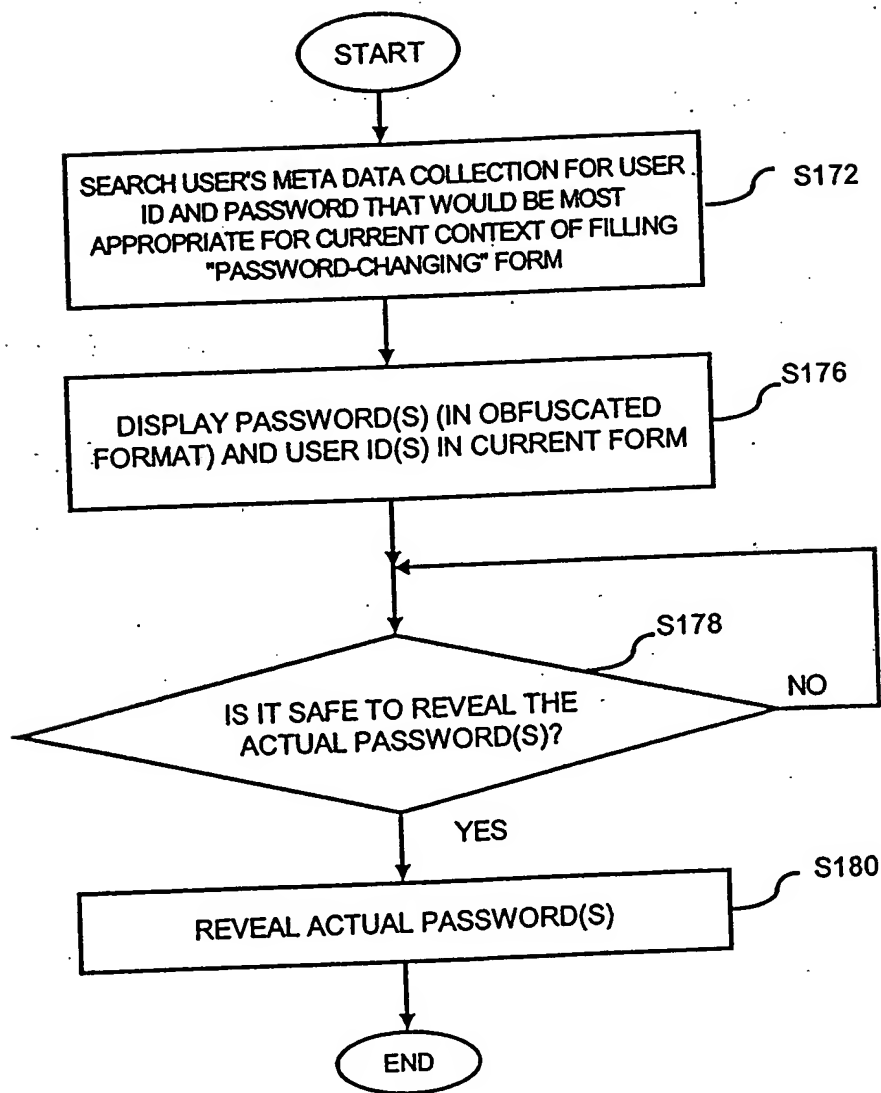 START
SEARCH USER'S META DATA COLLECTION FOR USER
ID AND PASSWORD THAT WOULD BE MOST
APPROPRIATE FOR CURRENT CONTEXT OF FILLING
"PASSWORD-CHANGING" FORM
S172
S176
DISPLAY PASSWORD(S) (IN OBFUSCATED
FORMAT) AND USER ID(S) IN CURRENT FORM
S178
IS IT SAFE TO REVEAL THE
ACTUAL PASSWORD(S)?
NO
YES
S180
REVEAL ACTUAL PASSWORD(S)
END